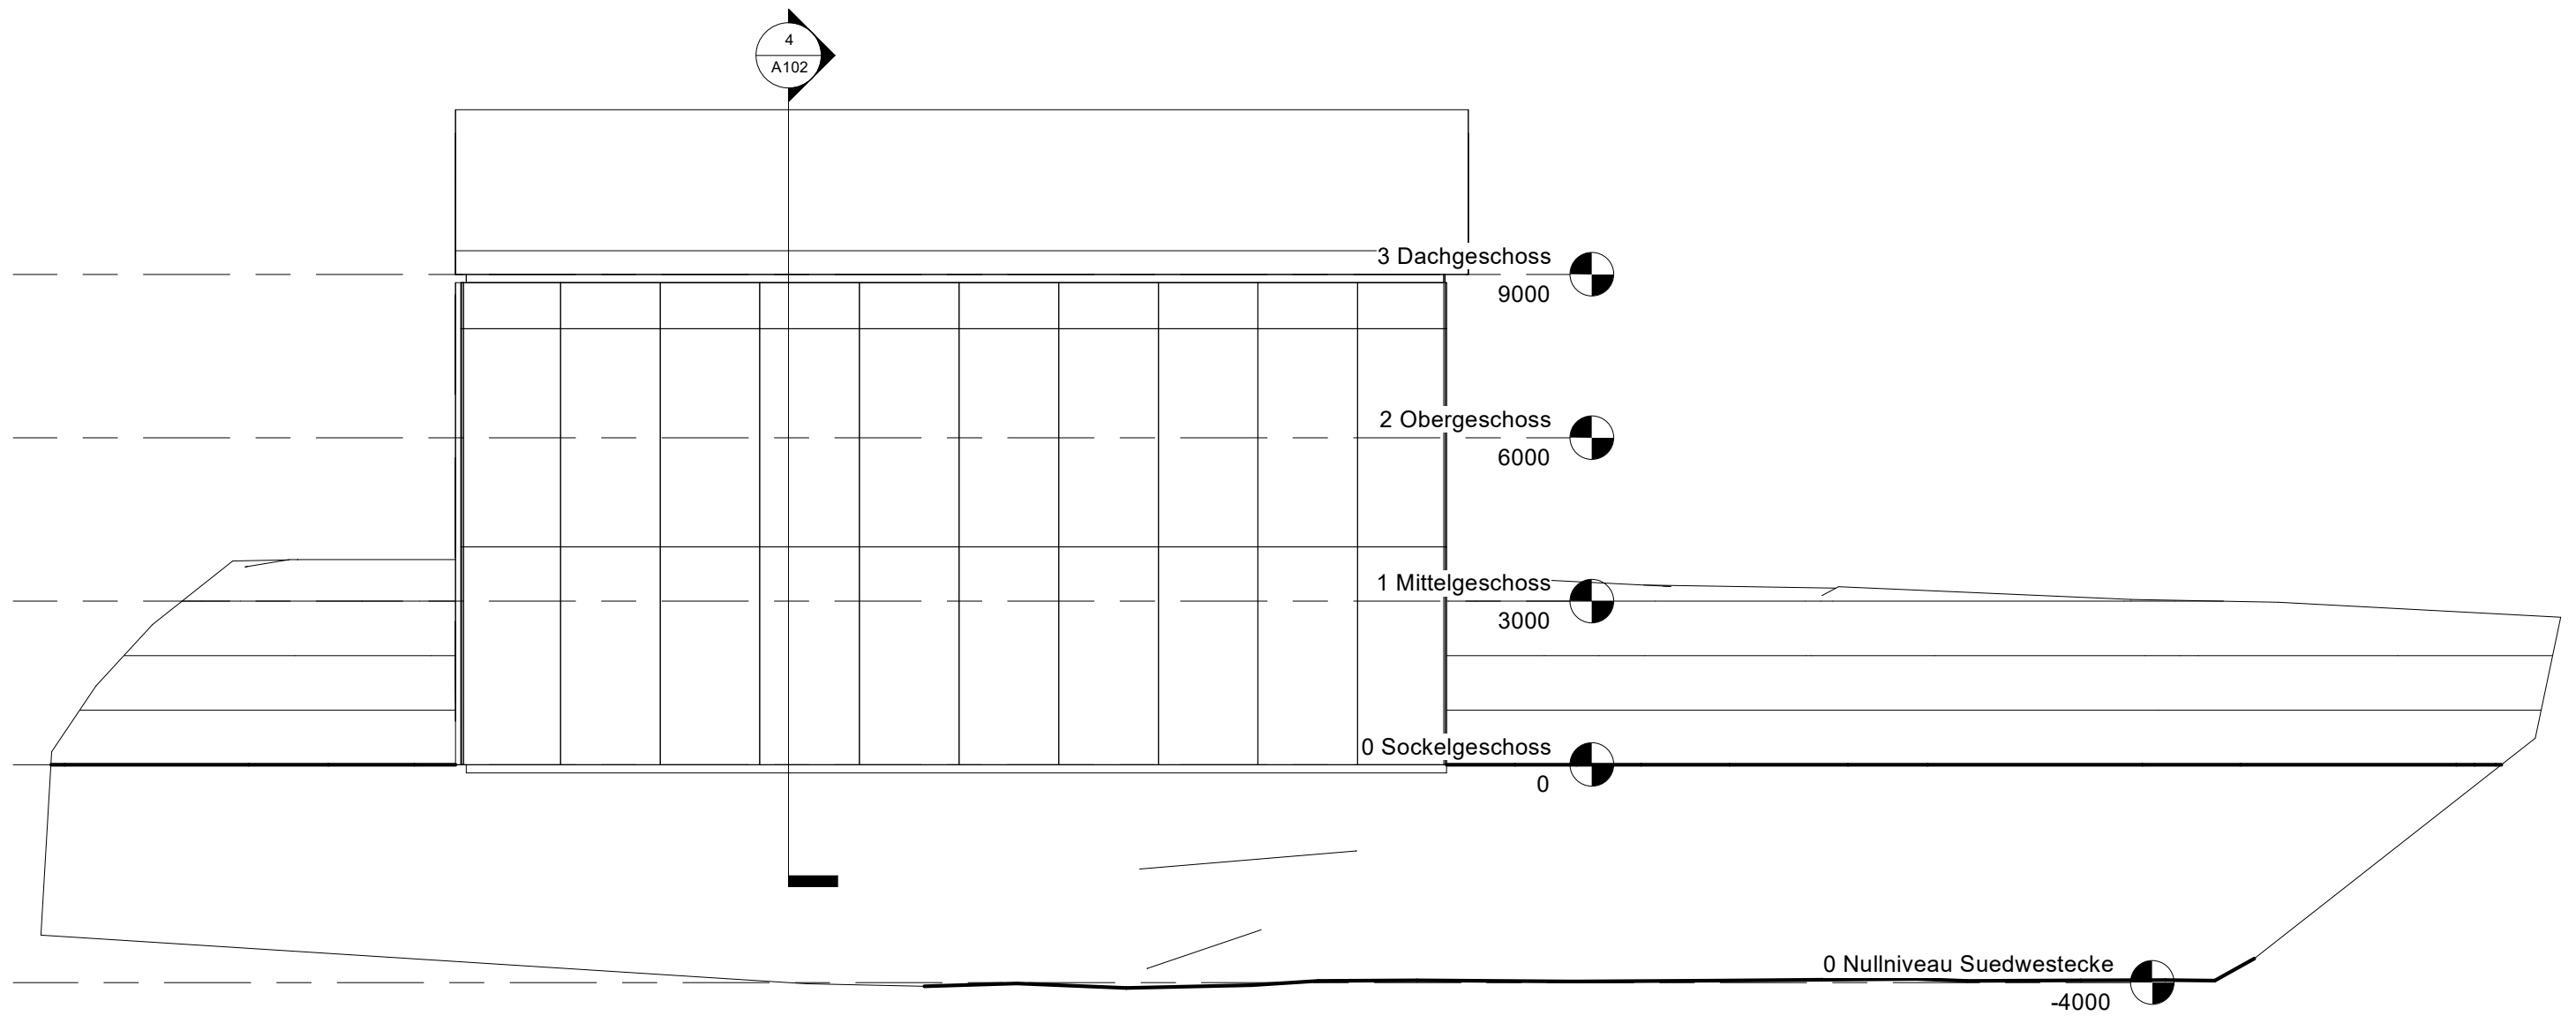 4
A102
3 Dachgeschoss
9000
2 Obergeschoss
6000
1 Mittelgeschoss
3000
0 Sockelgeschoss
0
0 Nullniveau Suedwestecke
-4000